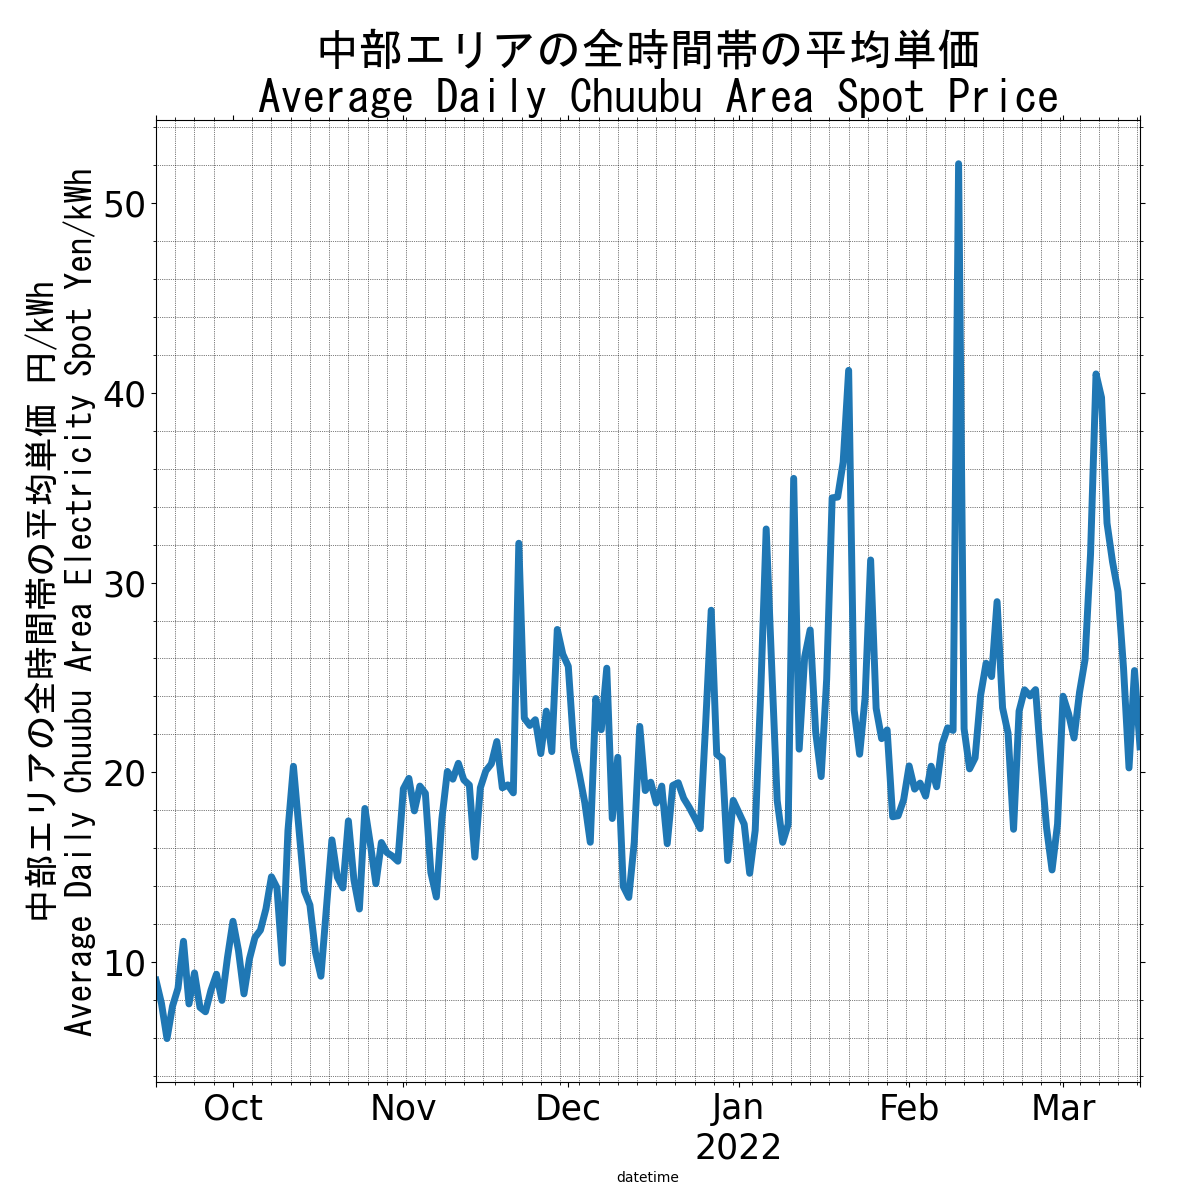 中部エリアの全時間帯の平均単価
Average Daily Chuubu Area Spot Price
中部エリアの全時間帯の平均単価 円/kWh
Average Daily Chuubu Area Electricity Spot Yen/kWh
50
40
30
20
10
Oct
Nov
Dec
Jan
2022
Feb
Mar
datetime